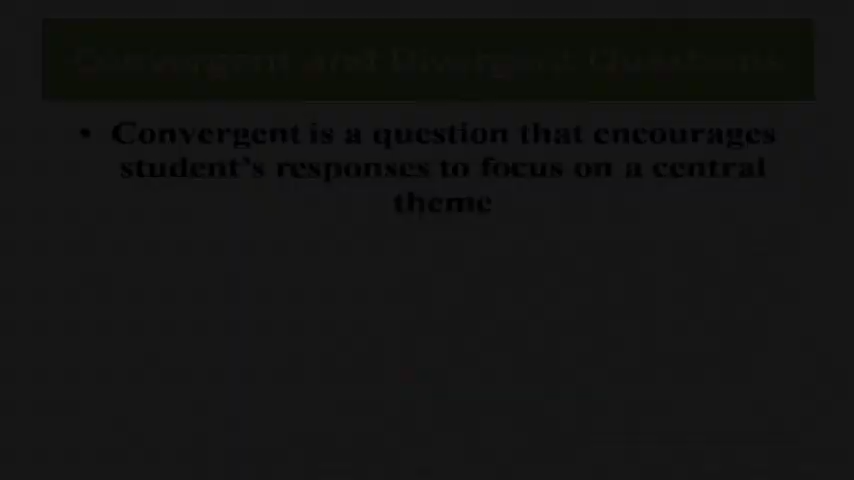 Convergent and Divergent Questions
• Convergent is a question that encourages
student's responses to focus on a central
theme